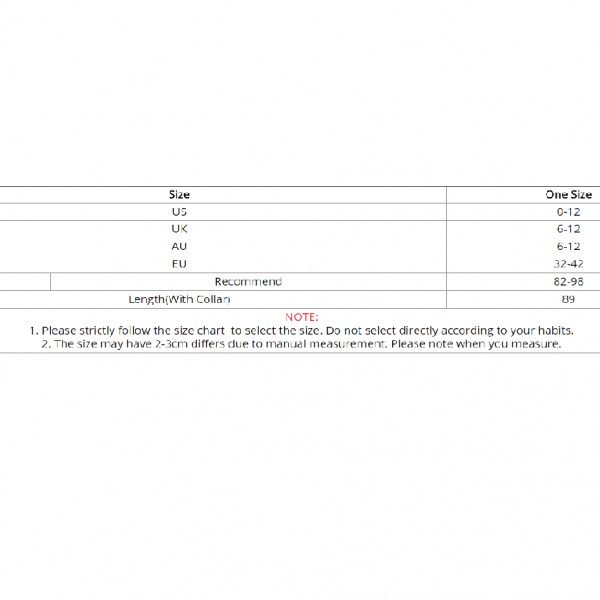 Size One Size
US 0-12
UK 6-12
AU 6-12
EU 32-42
Recommend 82-98
Length(With Collar) 89
NOTE:
1. Please strictly follow the size chart to select the size. Do not select directly according to your habits.
2. The size may have 2-3cm differs due to manual measurement. Please note when you measure.